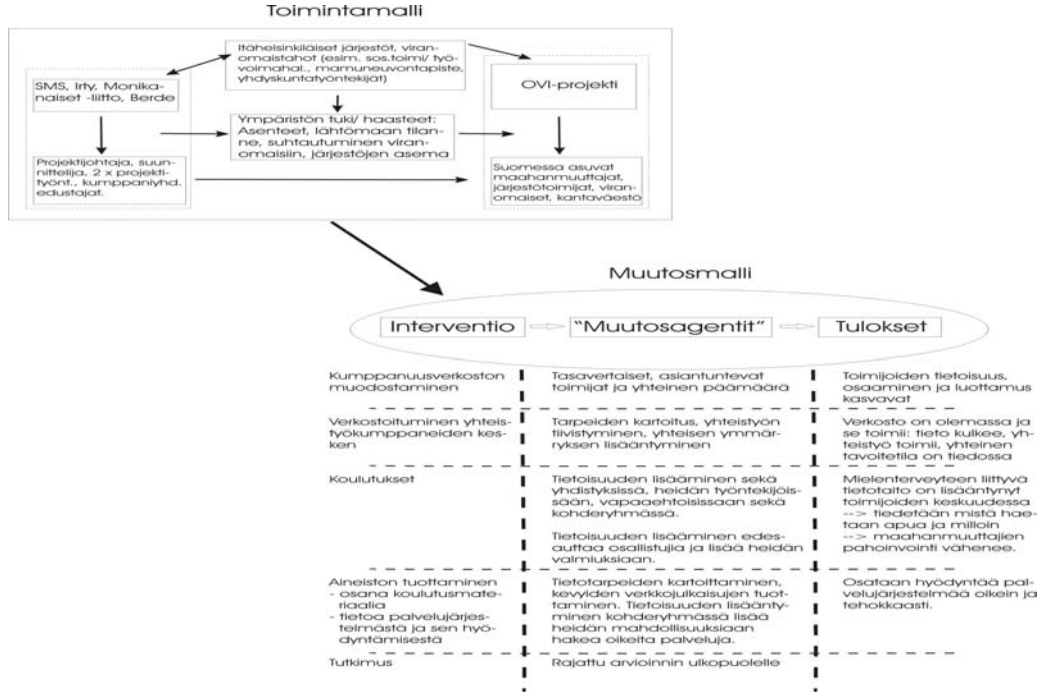 Toimintamalli
Itähelsinkiläiset järjestöt, viran-
omaistahot (esim. sos.toimi/ työ-
voimahal., mamuneuvontapiste,
yhdyskuntatyöntekijät)
SMS, Irty, Monika-
naiset -liitto, Berde
OVI-projekti
Ympäristön tuki/ haasteet:
Asenteet, lähtömaan tilan-
ne, suhtautuminen viran-
omaisiin, järjestöjen asema
Projektijohtaja, suun-
nittelija, 2 x projekti-
työnt., kumppaniyhd.
edustajat.
Suomessa asuvat
maahanmuuttajat,
järjestötoimijat, viran-
omaiset, kantaväestö
Muutosmalli
Interventio
"Muutosagentit"
Tulokset
Kumppanuusverkoston
muodostaminen
Tasavertaiset, asiantuntevat
toimijat ja yhteinen päämäärä
Toimijoiden tietoisuus,
osaaminen ja luottamus
kasvavat
Verkostoituminen yhteis-
työkumppaneiden kes-
ken
Tarpeiden kartoitus, yhteistyön
tiivistyminen, yhteisen ymmär-
ryksen lisääntyminen
Verkosto on olemassa ja
se toimii: tieto kulkee, yh-
teistyö toimii, yhteinen
tavoitetila on tiedossa
Koulutukset
Tietoisuuden lisääminen sekä
yhdistyksissä, heidän työntekijöis-
sään, vapaaehtoisissaan sekä
kohderyhmässä.
Tietoisuuden lisääminen edes-
auttaa osallistujia ja lisää heidän
valmiuksiaan.
Mielenterveyteen liittyvä
tietotaito on lisääntynyt
toimijoiden keskuudessa
--> tiedetään mistä hae-
taan apua ja milloin
--> maahanmuuttajien
pahoinvointi vähenee.
Aineiston tuottaminen
- osana koulutusmate-
riaalia
- tietoa palvelujärjes-
telmästä ja sen hyö-
dyntämisestä
Tietotarpeiden kartoittaminen,
kevyiden verkkojulkaisujen tuot-
taminen. Tietoisuuden lisäänty-
minen kohderyhmässä lisää
heidän mahdollisuuksiaan
hakea oikeita palveluja.
Osataan hyödyntää pal-
velujärjestelmää oikein ja
tehokkaasti.
Tutkimus
Rajattu arvioinnin ulkopuolelle